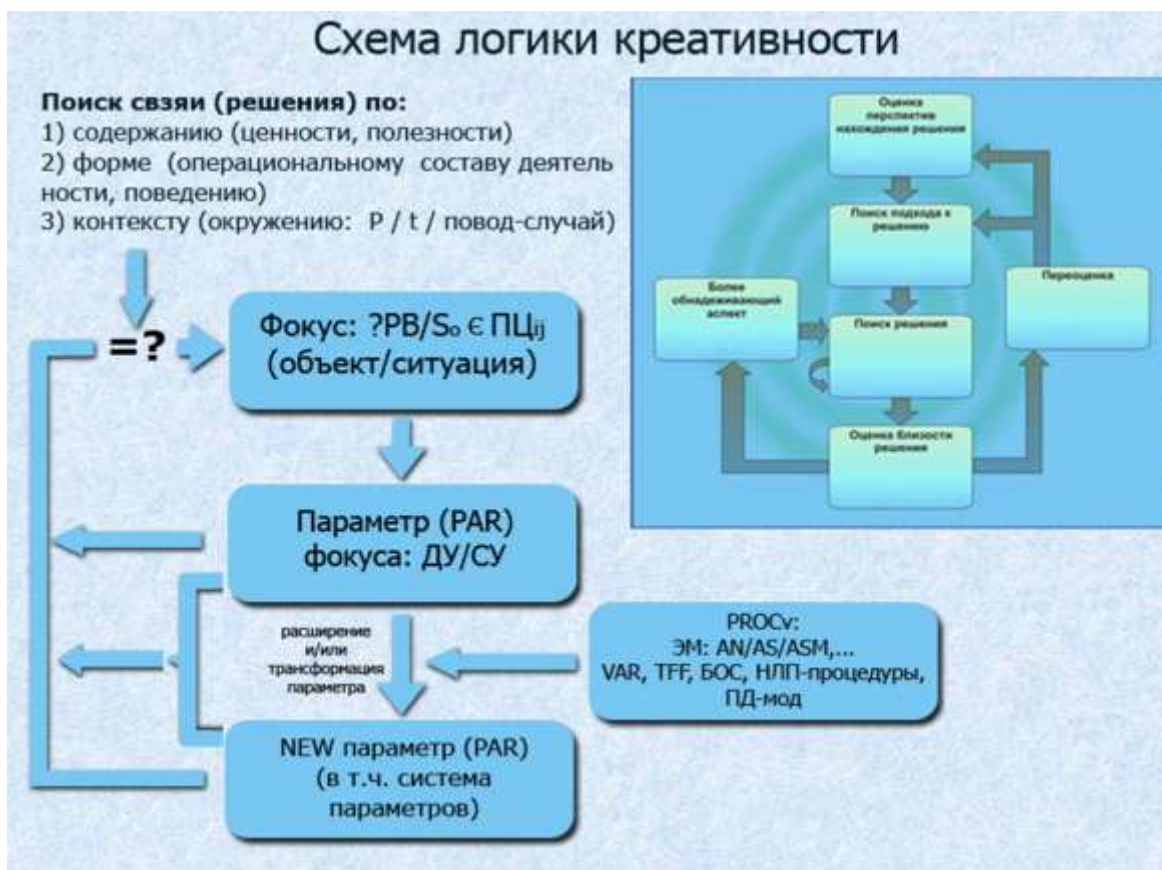 Схема логики креативности
Поиск свзяи (решения) по:
1) содержанию (ценности, полезности)
2) форме (операциональному составу деятель
ности, поведению)
3) контексту (окружению: P / t / повод-случай)
=?
Фокус: ?РВ/Sₒ Є ПЦij
(объект/ситуация)
Параметр (PAR)
фокуса: ДУ/СУ
расширение
и/или
трансформация
параметра
PROCv:
ЭМ: AN/AS/ASM,...
VAR, TFF, БОС, НЛП-процедуры,
ПД-мод
NEW параметр (PAR)
(в т.ч. система
параметров)
Оценка
перспектив
нахождения решения
Поиск подхода к
решению
Более
обнадеживающий
аспект
Переоценка
Поиск решения
Оценка близости
решения